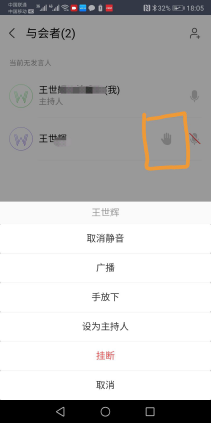 中国联通
中国移动
32%
18:05
与会者(2)
当前无发言人
王世辉(我)
主持人
王世辉
王世辉
取消静音
广播
手放下
设为主持人
挂断
取消